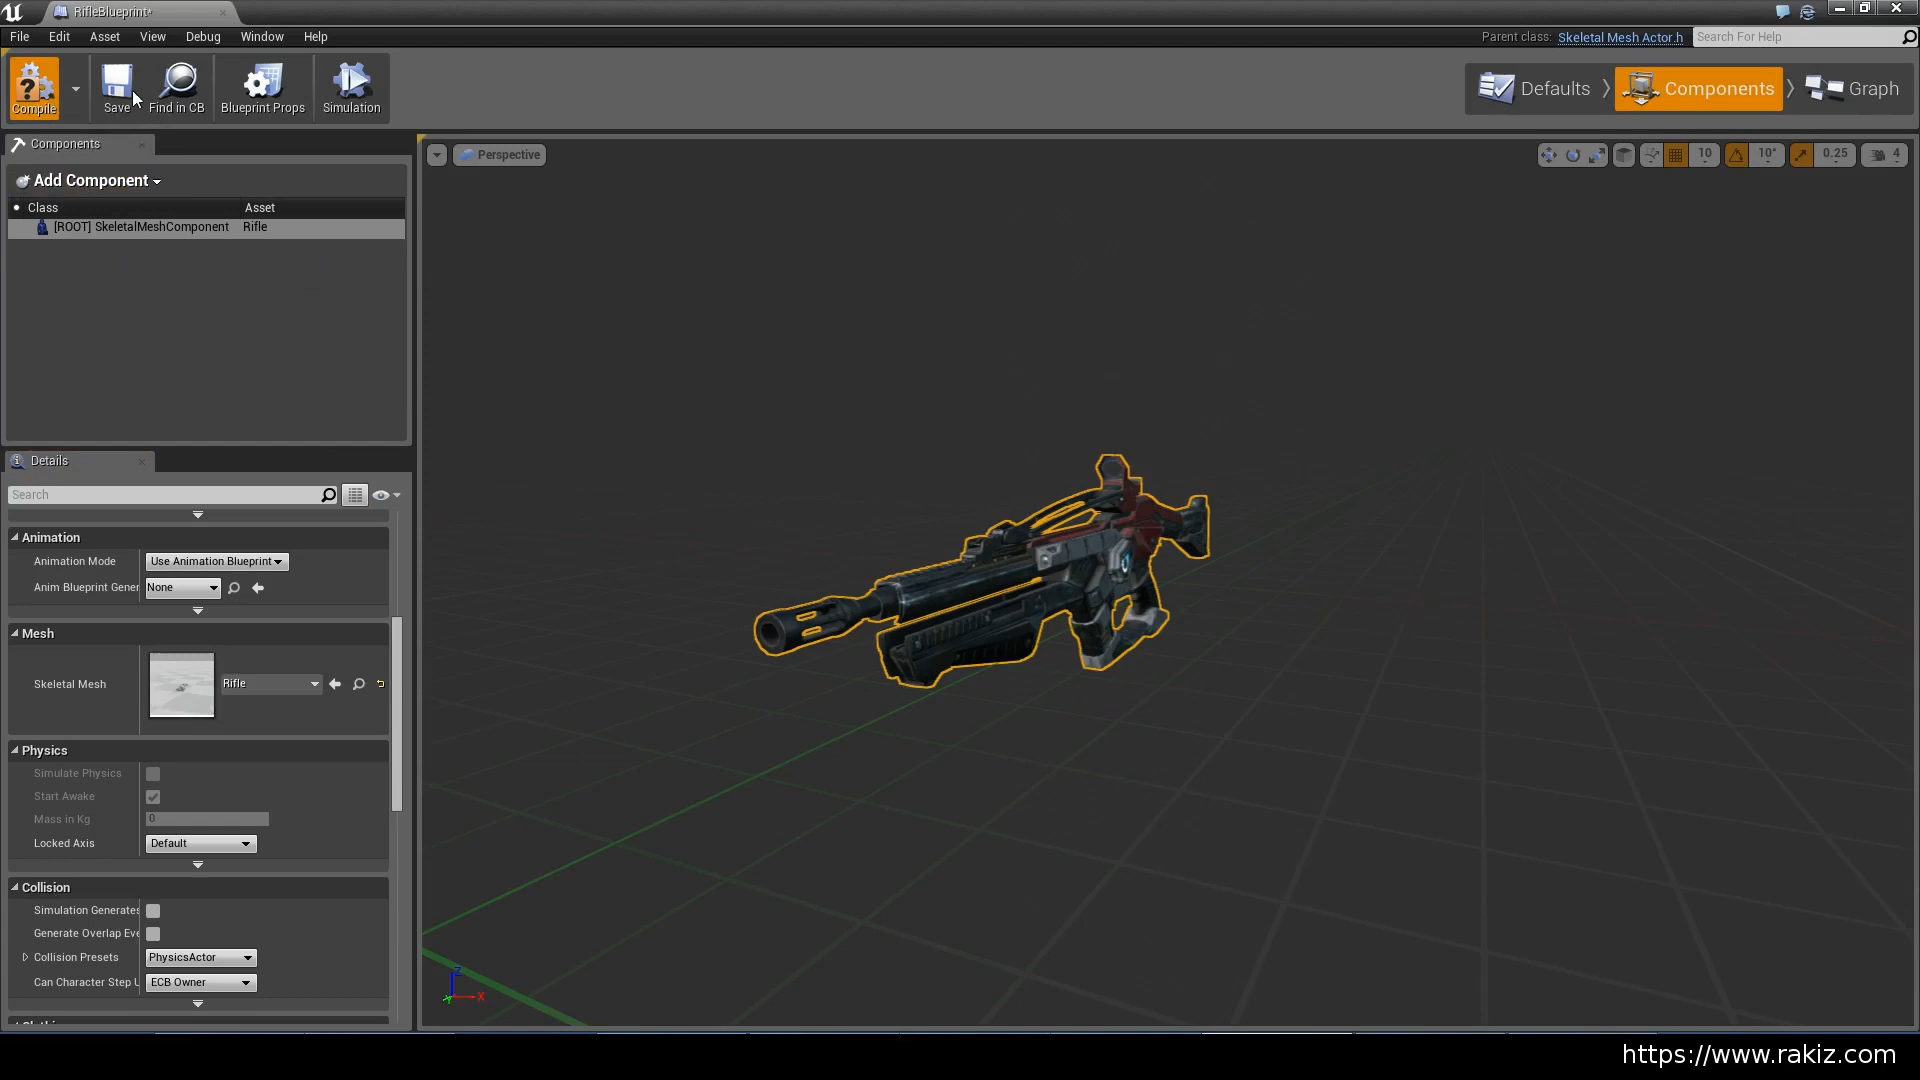 RifleBlueprint*
File Edit Asset View Debug Window Help
Parent class: Skeletal Mesh Actor.h
Search For Help
Compile
Save
Find in CB
Blueprint Props
Simulation
Defaults
Components
Graph
Components
Add Component
Class Asset
[ROOT] SkeletalMeshComponent Rifle
Perspective
10
10°
0.25
4
Details
Search
Animation
Animation Mode Use Animation Blueprint
Anim Blueprint Gener None
Mesh
Skeletal Mesh Rifle
Physics
Simulate Physics
Start Awake
Mass in Kg 0
Locked Axis Default
Collision
Simulation Generates
Generate Overlap Eve
Collision Presets PhysicsActor
Can Character Step U ECB Owner
Z
Y X
https://www.rakiz.com